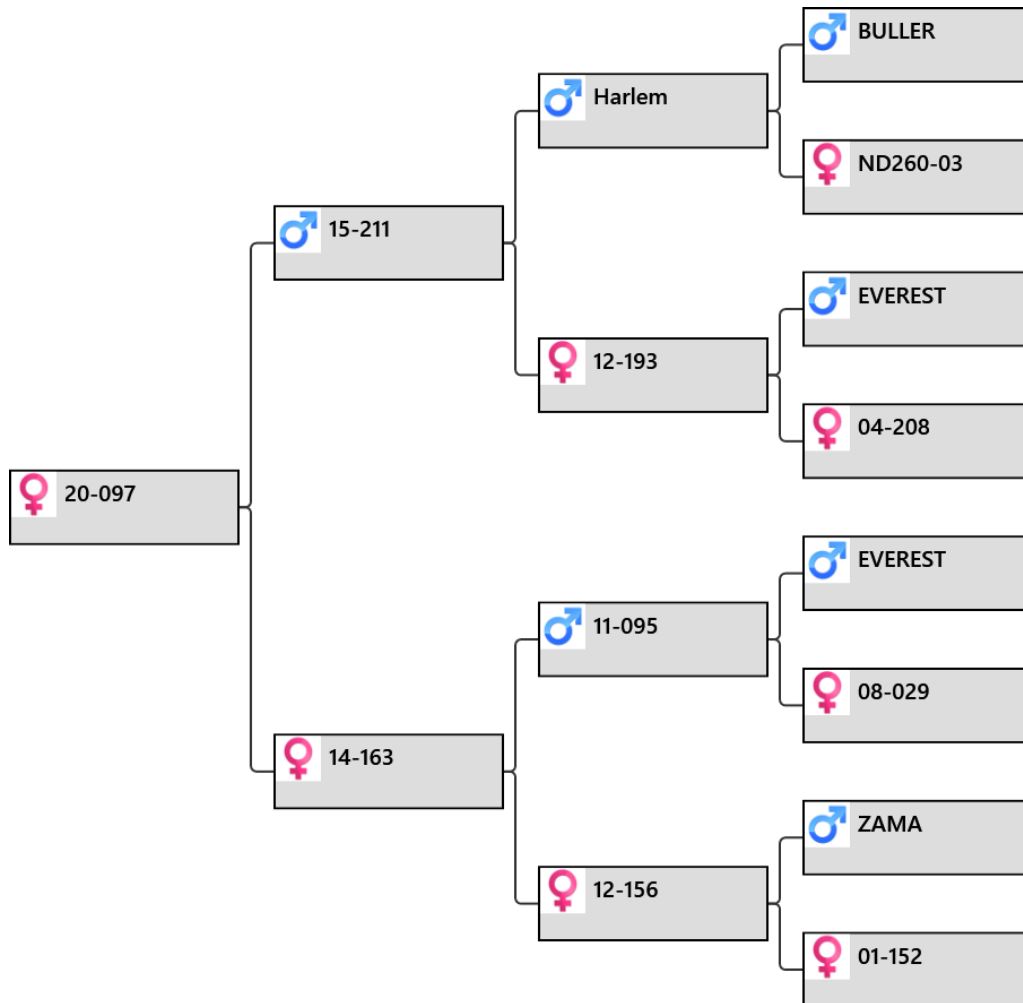 BULLER
Harlem
ND260-03
15-211
EVEREST
12-193
04-208
20-097
EVEREST
11-095
08-029
14-163
ZAMA
12-156
01-152